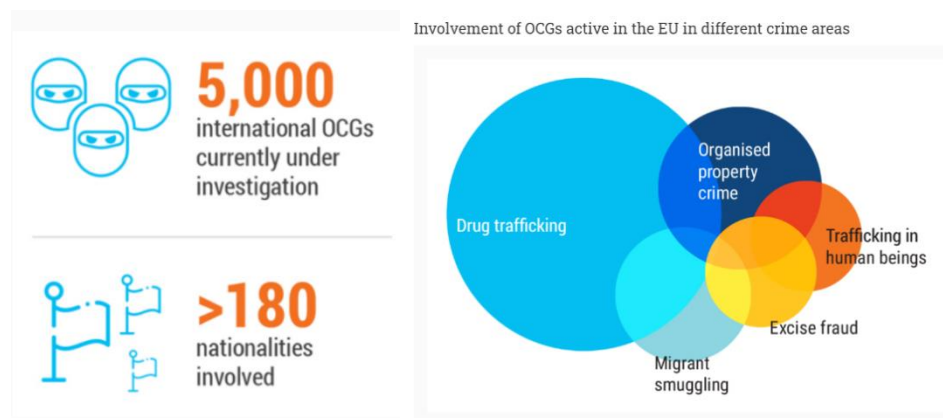 5,000
international OCGs
currently under
investigation
>180
nationalities
involved
Involvement of OCGs active in the EU in different crime areas
Drug trafficking
Organised
property
crime
Trafficking in
human beings
Excise fraud
Migrant
smuggling